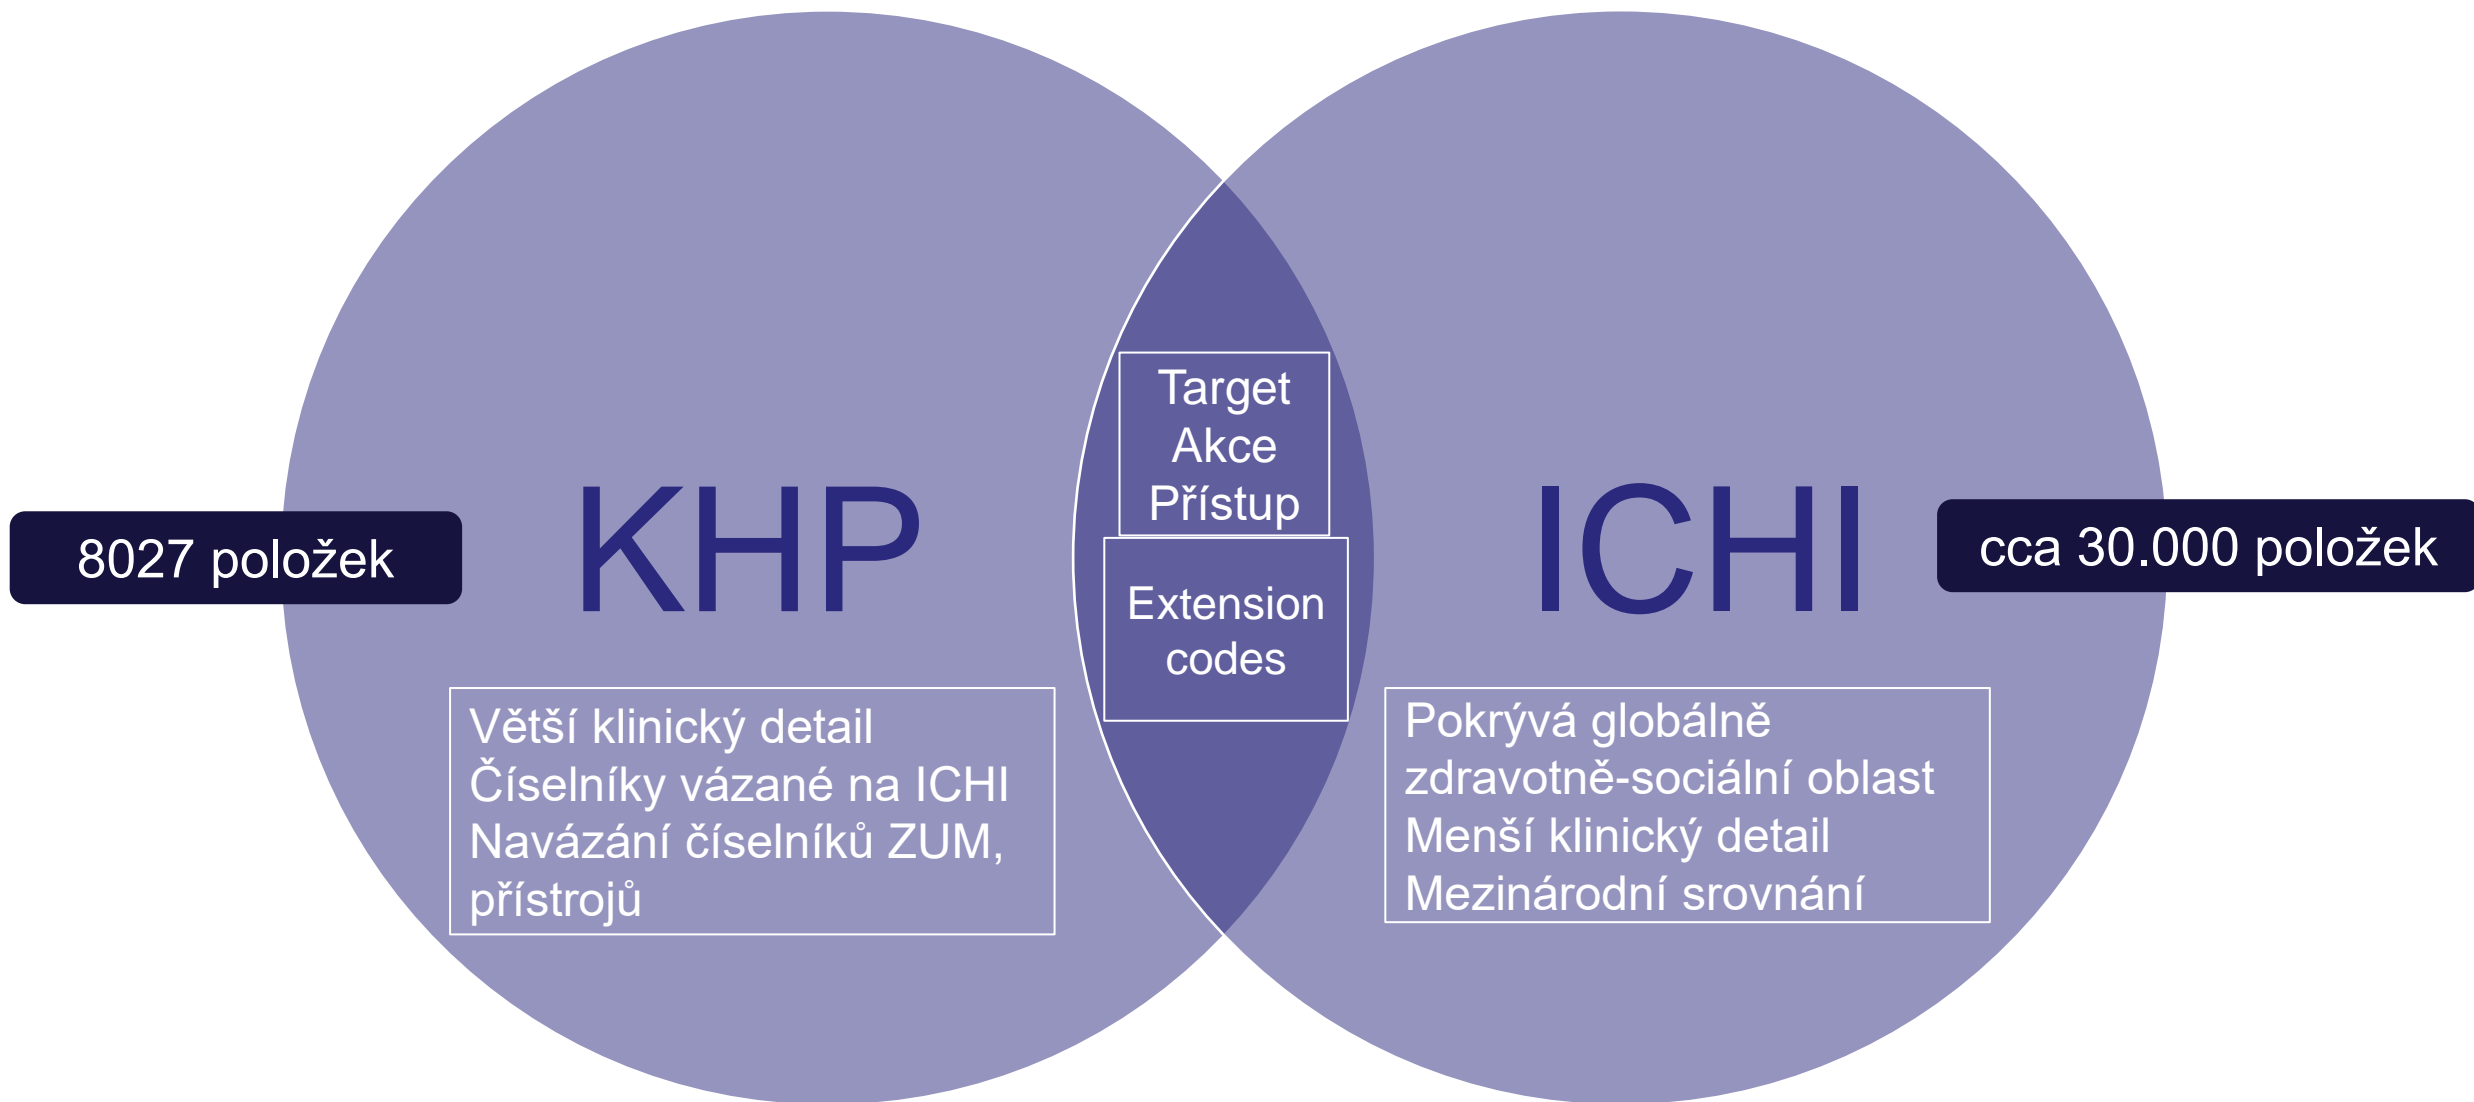 8027 položek
KHP
Větší klinický detail
Číselníky vázané na ICHI
Navázání číselníků ZUM,
přístrojů
Target
Akce
Přístup
Extension
codes
ICHI
cca 30.000 položek
Pokrývá globálně
zdravotně-sociální oblast
Menší klinický detail
Mezinárodní srovnání